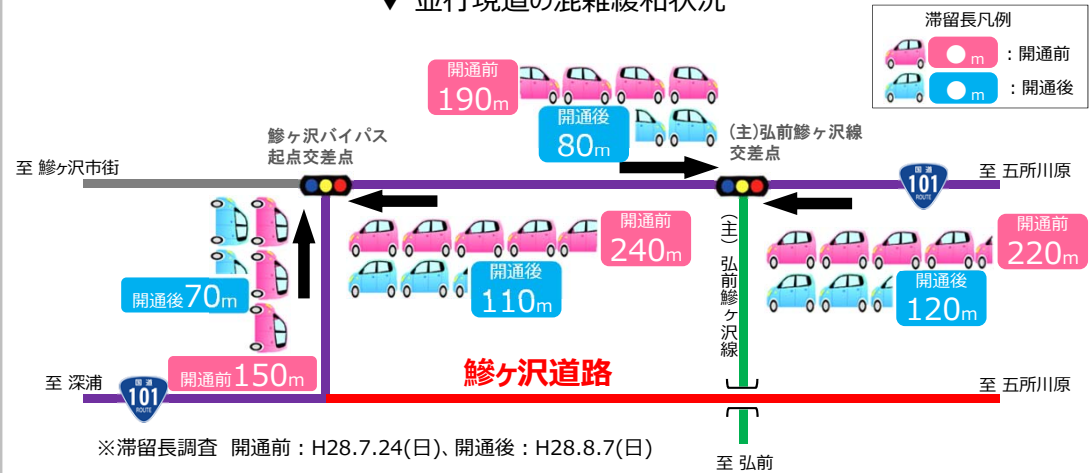 ▼ 並行現道の混雑緩和状況
滞留長凡例
●m ：開通前
●m ：開通後
開通前
190m
開通後
80m
鰺ヶ沢バイパス
起点交差点
(主)弘前鰺ヶ沢線
交差点
至 鰺ヶ沢市街
至 五所川原
国道
101
ROUTE
開通前
240m
開通後
110m
開通前
220m
開通後
120m
開通後70m
開通前150m
(主)弘前鰺ヶ沢線
鰺ヶ沢道路
至 深浦
国道
101
ROUTE
至 五所川原
※滞留長調査 開通前：H28.7.24(日)、開通後：H28.8.7(日)
至 弘前